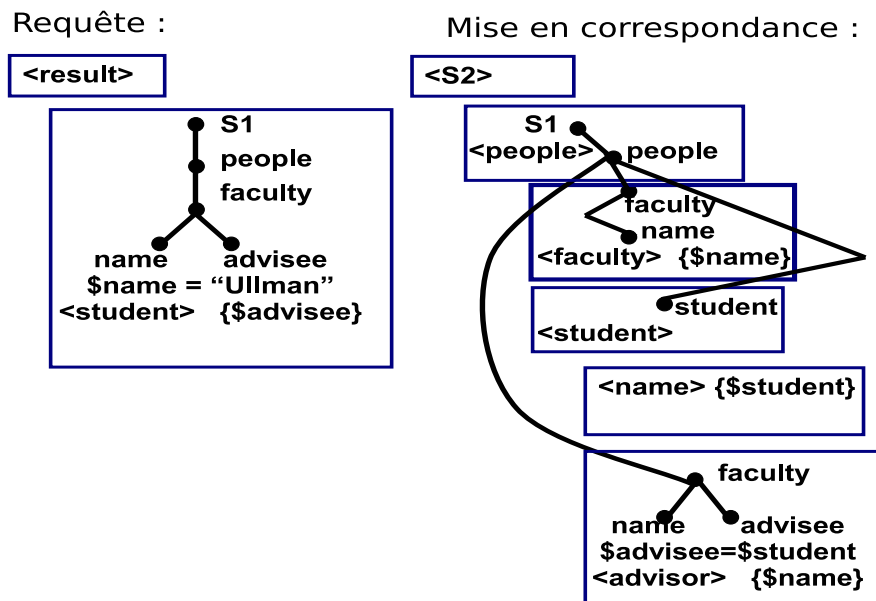 Requête :
<result>
S1
people
faculty
name advisee
$name = “Ullman”
<student> {$advisee}
Mise en correspondance :
<S2>
S1
<people> people
faculty
name
<faculty> {$name}
student
<student>
<name> {$student}
faculty
name advisee
$advisee=$student
<advisor> {$name}